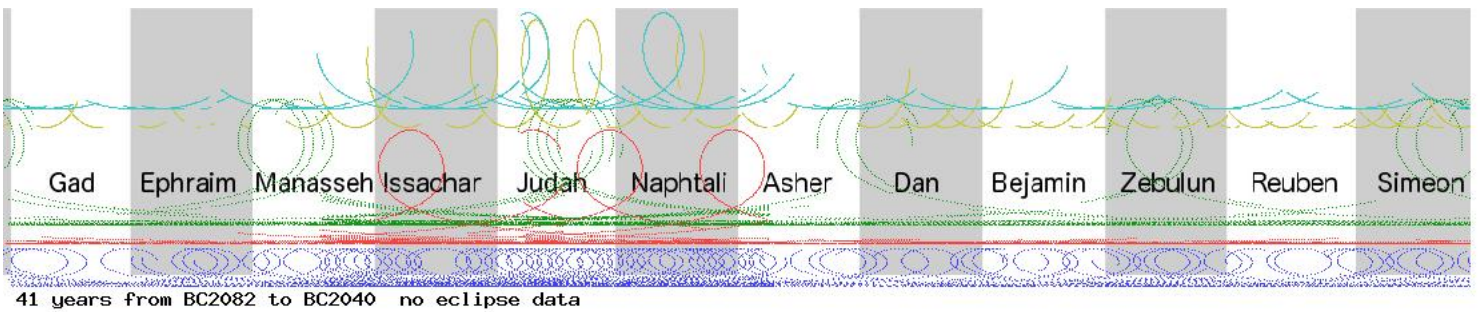 Gad Ephraim Manasseh Issachar Judah Naphtali Asher Dan Bejamin Zebulun Reuben Simeon
41 years from BC2082 to BC2040 no eclipse data